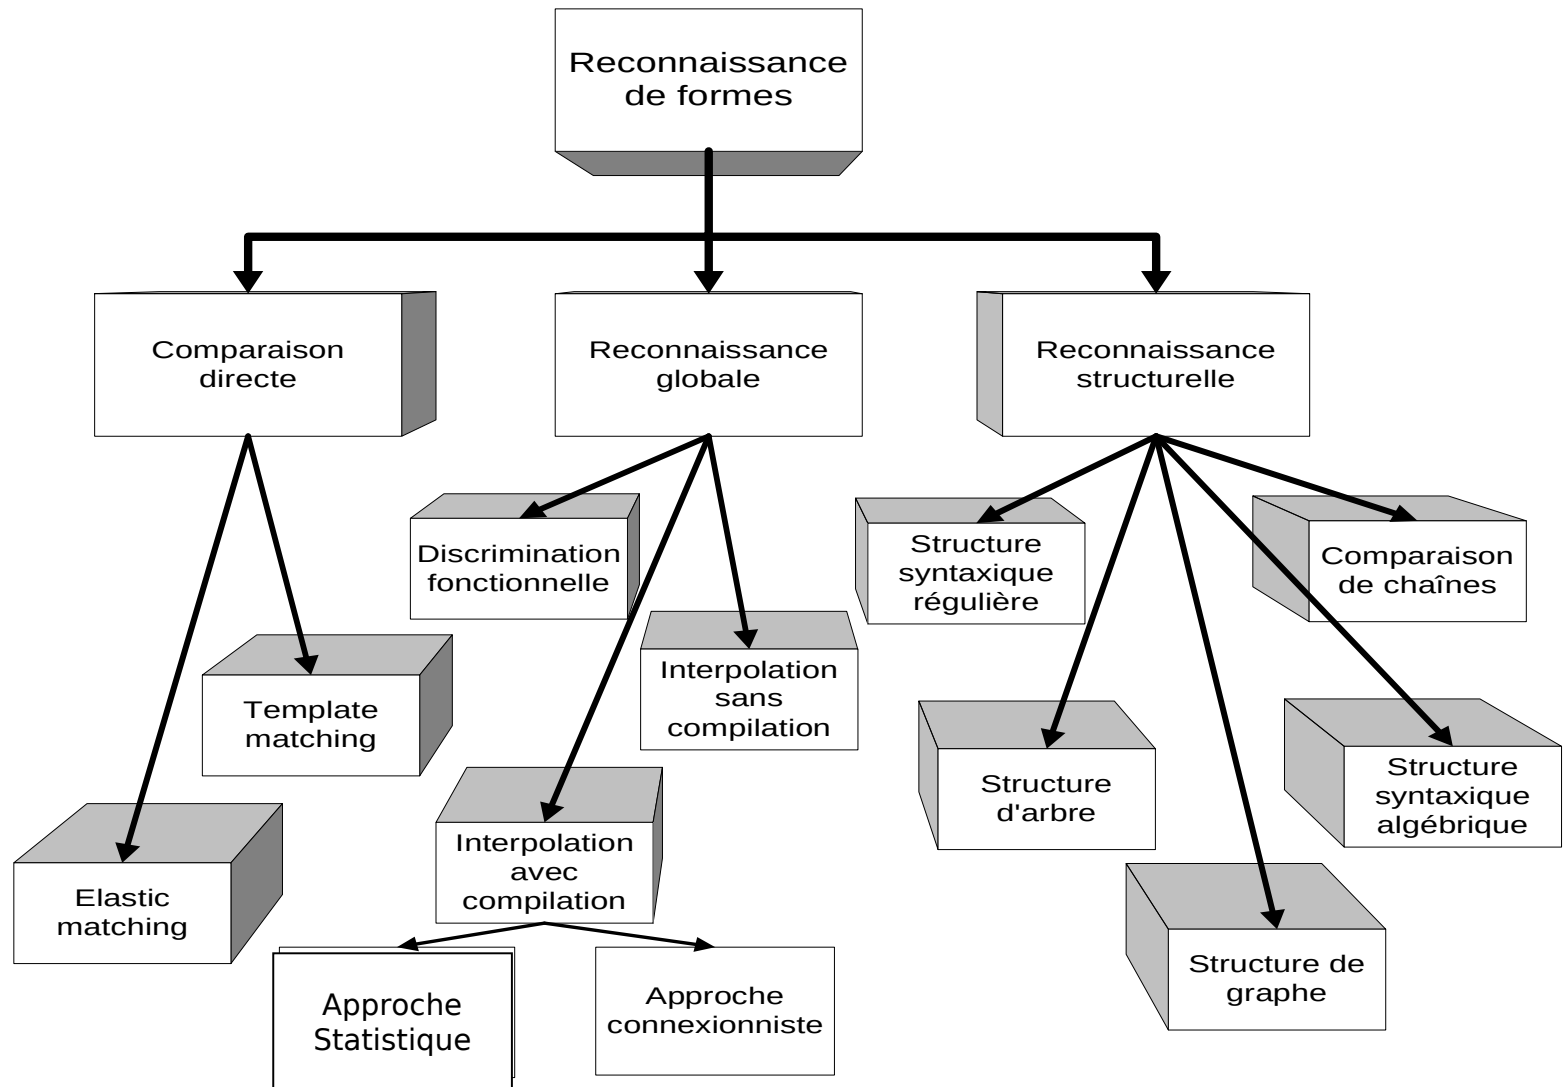 Reconnaissance
de formes
Comparaison
directe
Reconnaissance
globale
Reconnaissance
structurelle
Discrimination
fonctionnelle
Structure
syntaxique
régulière
Comparaison
de chaînes
Interpolation
sans
compilation
Template
matching
Structure
d'arbre
Structure
syntaxique
algébrique
Interpolation
avec
compilation
Elastic
matching
Structure de
graphe
Approche
Statistique
Approche
connexionniste